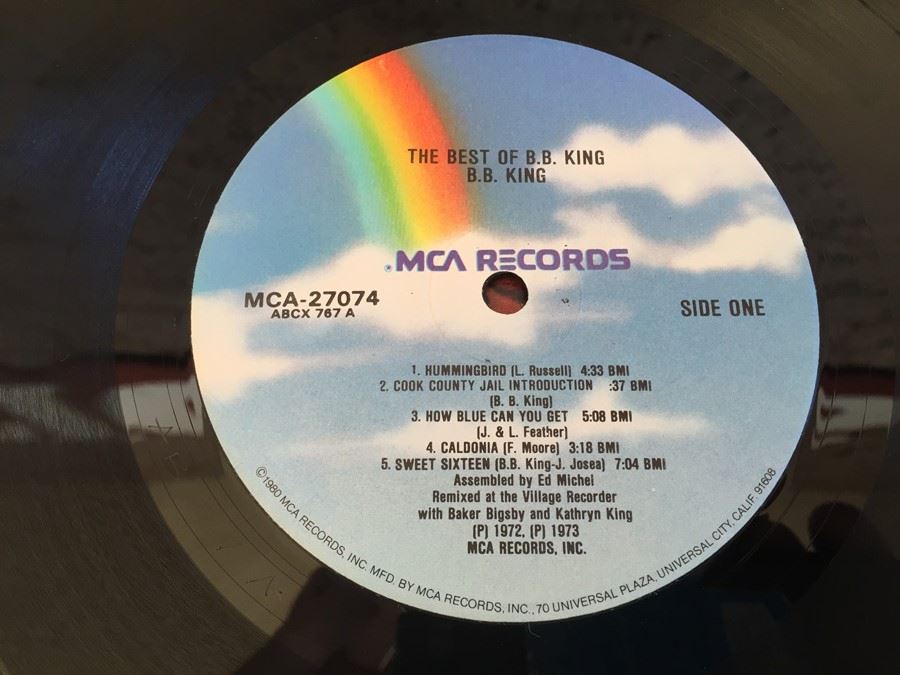 THE BEST OF B.B. KING
B.B. KING
MCA RECORDS
MCA-27074
ABCX 767 A
SIDE ONE
1. HUMMINGBIRD (L. Russell) 4:33 BMI
2. COOK COUNTY JAIL INTRODUCTION :37 BMI
(B. B. King)
3. HOW BLUE CAN YOU GET 5:08 BMI
(J. & L. Feather)
4. CALDONIA (F. Moore) 3:18 BMI
5. SWEET SIXTEEN (B.B. King-J. Josea) 7:04 BMI
Assembled by Ed Michel
Remixed at the Village Recorder
with Baker Bigsby and Kathryn King
(P) 1972, (P) 1973
MCA RECORDS, INC.
©1980 MCA RECORDS, INC. MFD. BY MCA RECORDS, INC., 70 UNIVERSAL PLAZA, UNIVERSAL CITY, CALIF. 91608